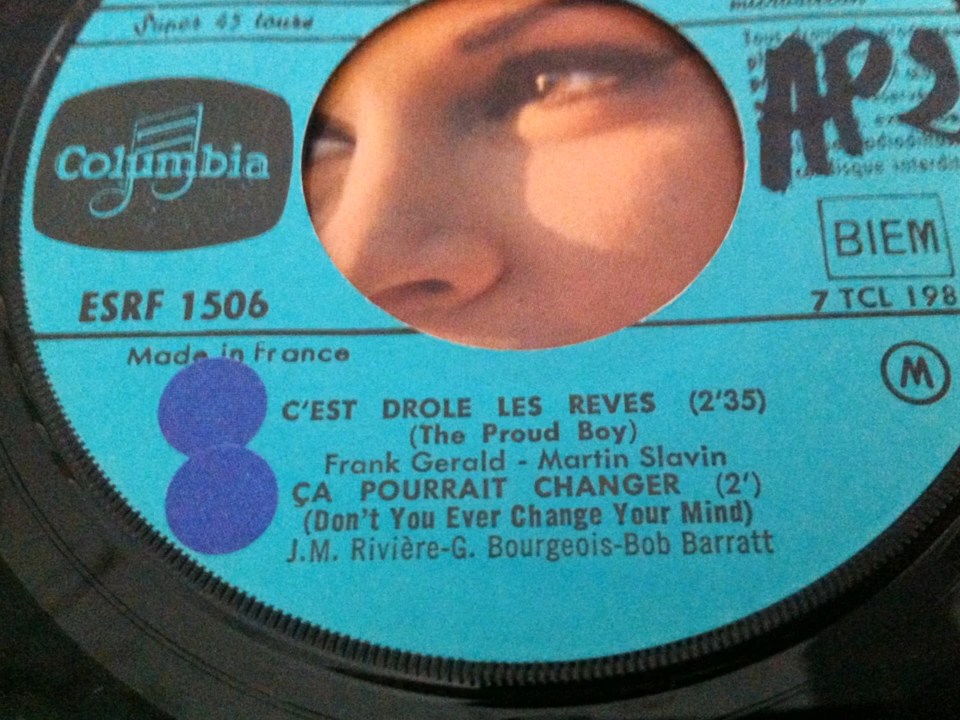 Super 45 tours
Columbia
AP2
BIEM
ESRF 1506
7 TCL 198
Made in France
M
C'EST DROLE LES REVES (2'35)
(The Proud Boy)
Frank Gerald - Martin Slavin
ÇA POURRAIT CHANGER (2')
(Don't You Ever Change Your Mind)
J.M. Rivière-G. Bourgeois-Bob Barratt